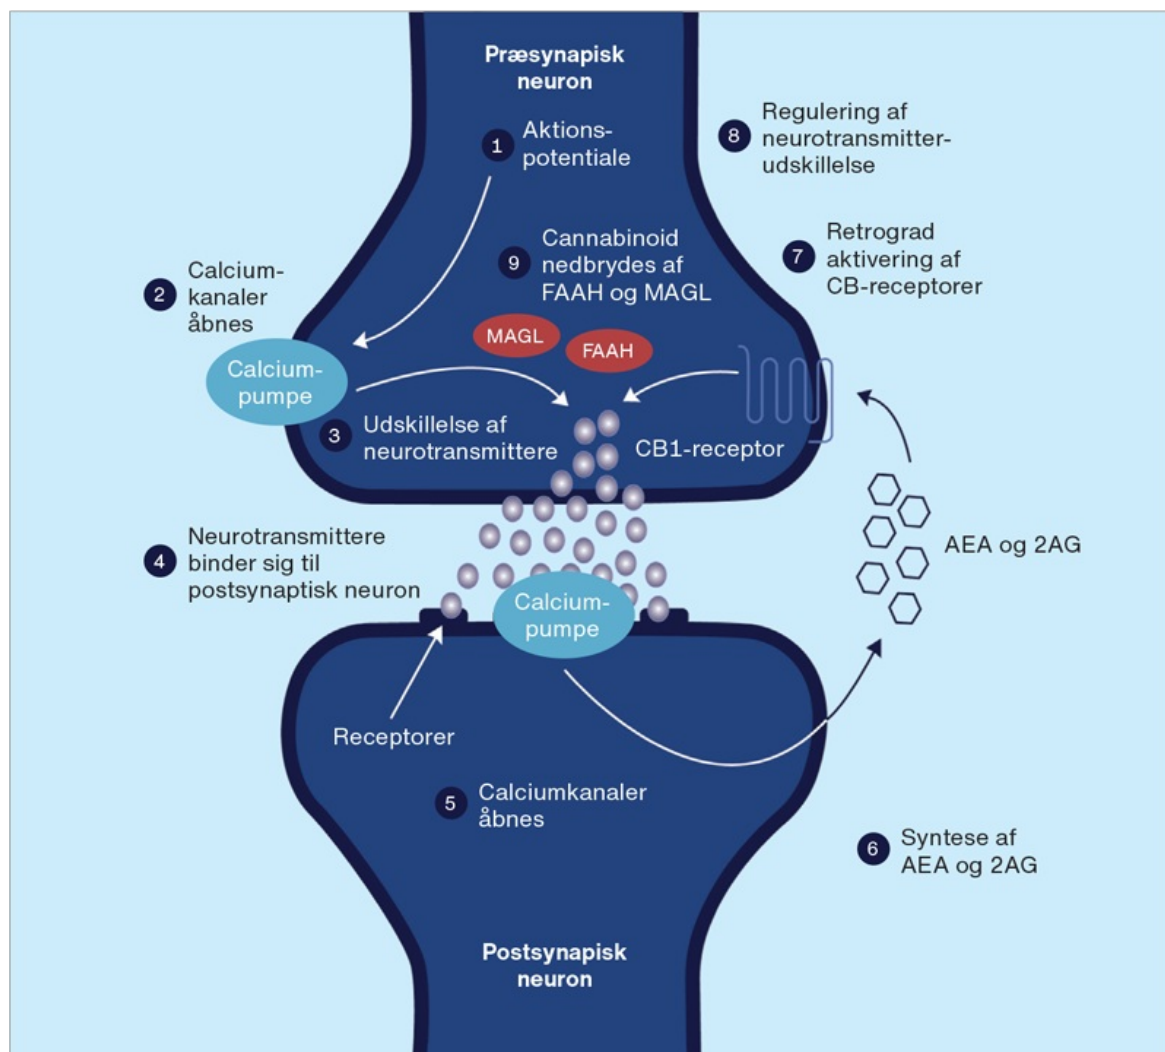 Præsynapisk
neuron
1 Aktions-
potentiale
8 Regulering af
neurotransmitter-
udskillelse
2 Calcium-
kanaler
åbnes
9 Cannabinoid
nedbrydes af
FAAH og MAGL
7 Retrograd
aktivering af
CB-receptorer
MAGL
FAAH
Calcium-
pumpe
3 Udskillelse af
neurotransmittere
CB1-receptor
4 Neurotransmittere
binder sig til
postsynaptisk neuron
AEA og 2AG
Calcium-
pumpe
Receptorer
5 Calciumkanaler
åbnes
6 Syntese af
AEA og 2AG
Postsynapisk
neuron